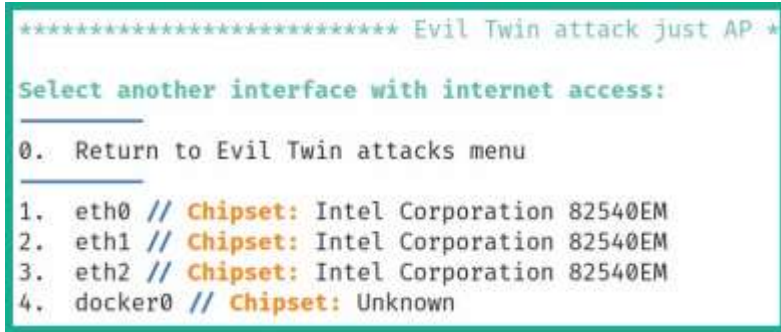 *************************** Evil Twin attack just AP *
Select another interface with internet access:
0. Return to Evil Twin attacks menu
1. eth0 // Chipset: Intel Corporation 82540EM
2. eth1 // Chipset: Intel Corporation 82540EM
3. eth2 // Chipset: Intel Corporation 82540EM
4. docker0 // Chipset: Unknown